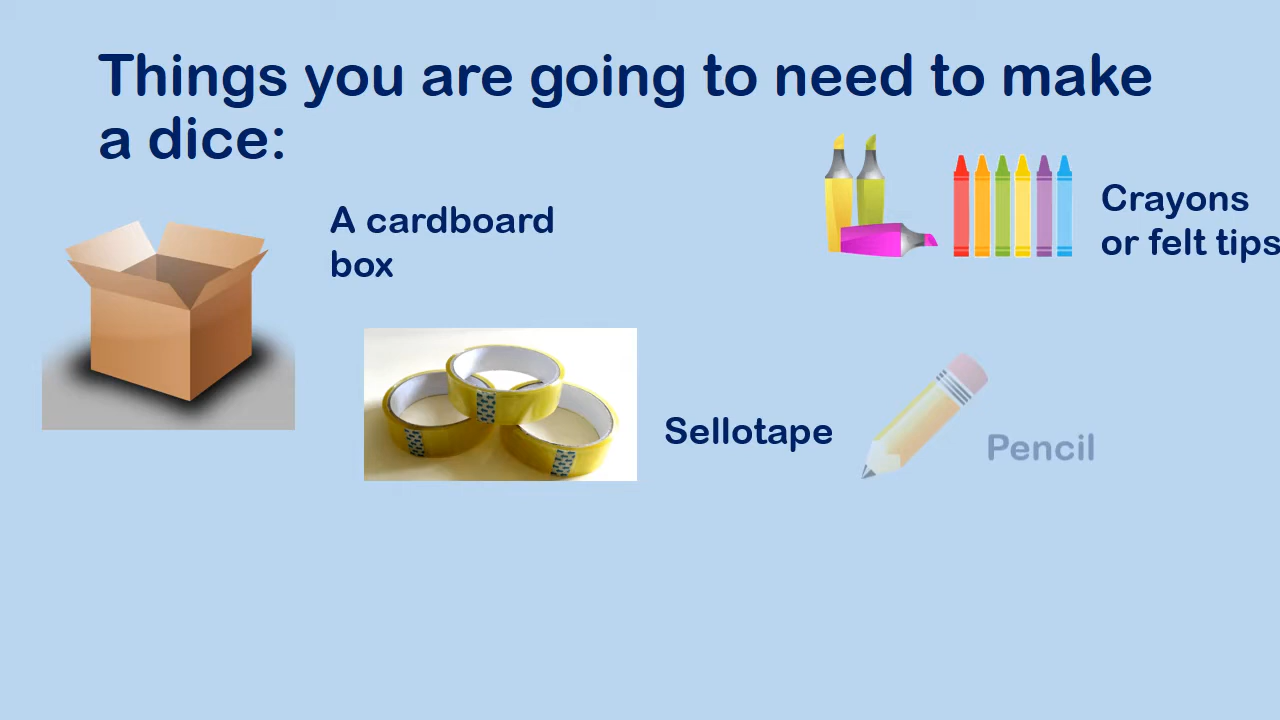 Things you are going to need to make
a dice:
A cardboard
box
Crayons
or felt tips
Sellotape
Pencil